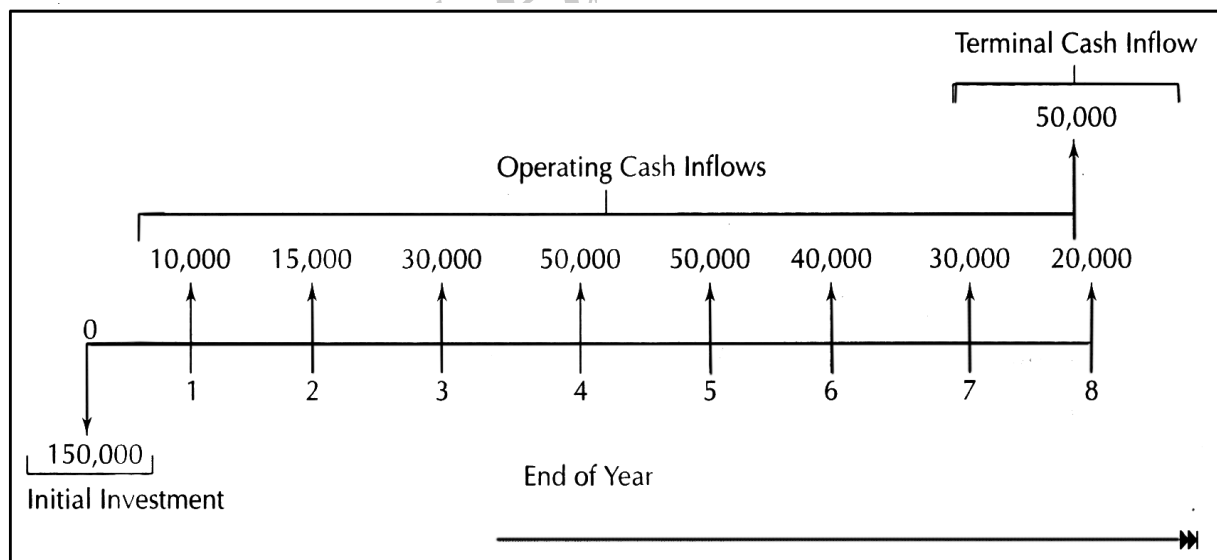 Terminal Cash Inflow
50,000
Operating Cash Inflows
10,000 15,000 30,000 50,000 50,000 40,000 30,000 20,000
0
1 2 3 4 5 6 7 8
150,000
End of Year
Initial Investment